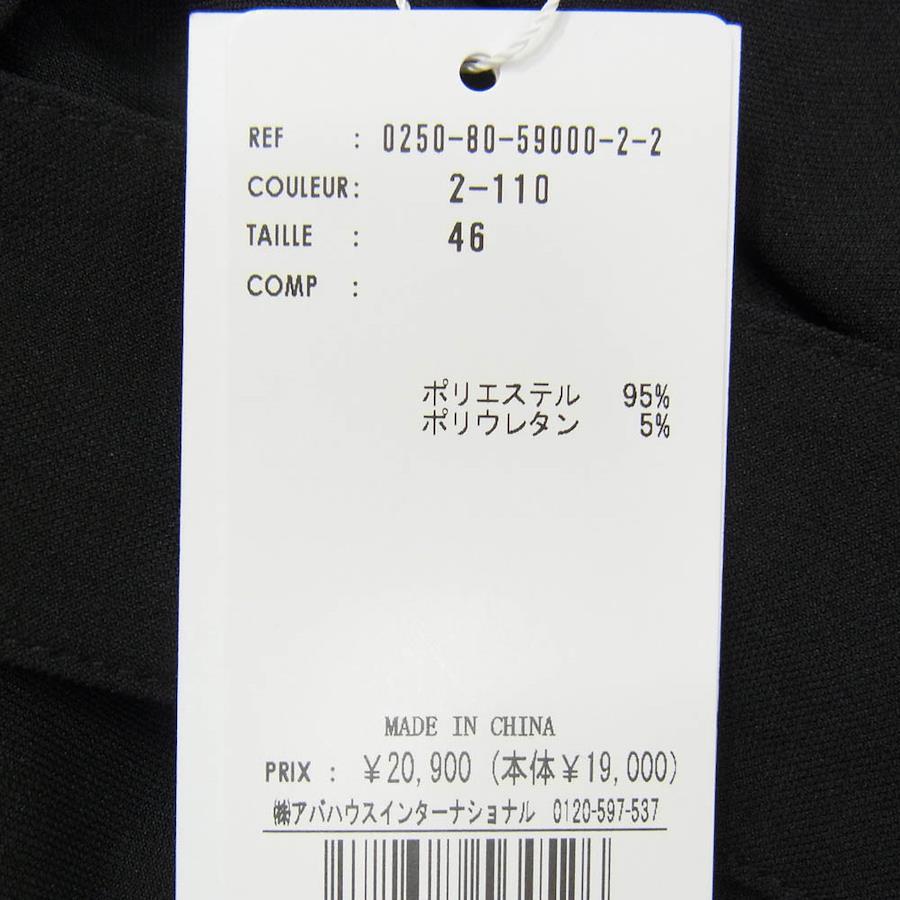 REF : 0250-80-59000-2-2
COULEUR: 2-110
TAILLE : 46
COMP :
ポリエステル 95%
ポリウレタン 5%
MADE IN CHINA
PRIX : ¥20,900 (本体¥19,000)
㈱アバハウスインターナショナル 0120-597-537